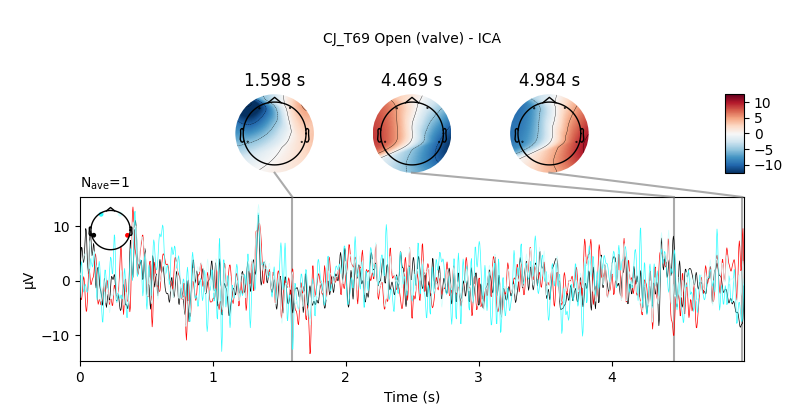 CJ_T69 Open (valve) - ICA
1.598 s
4.469 s
4.984 s
10
5
0
−5
−10
Nave=1
10
0
−10
µV
0
1
2
3
4
Time (s)